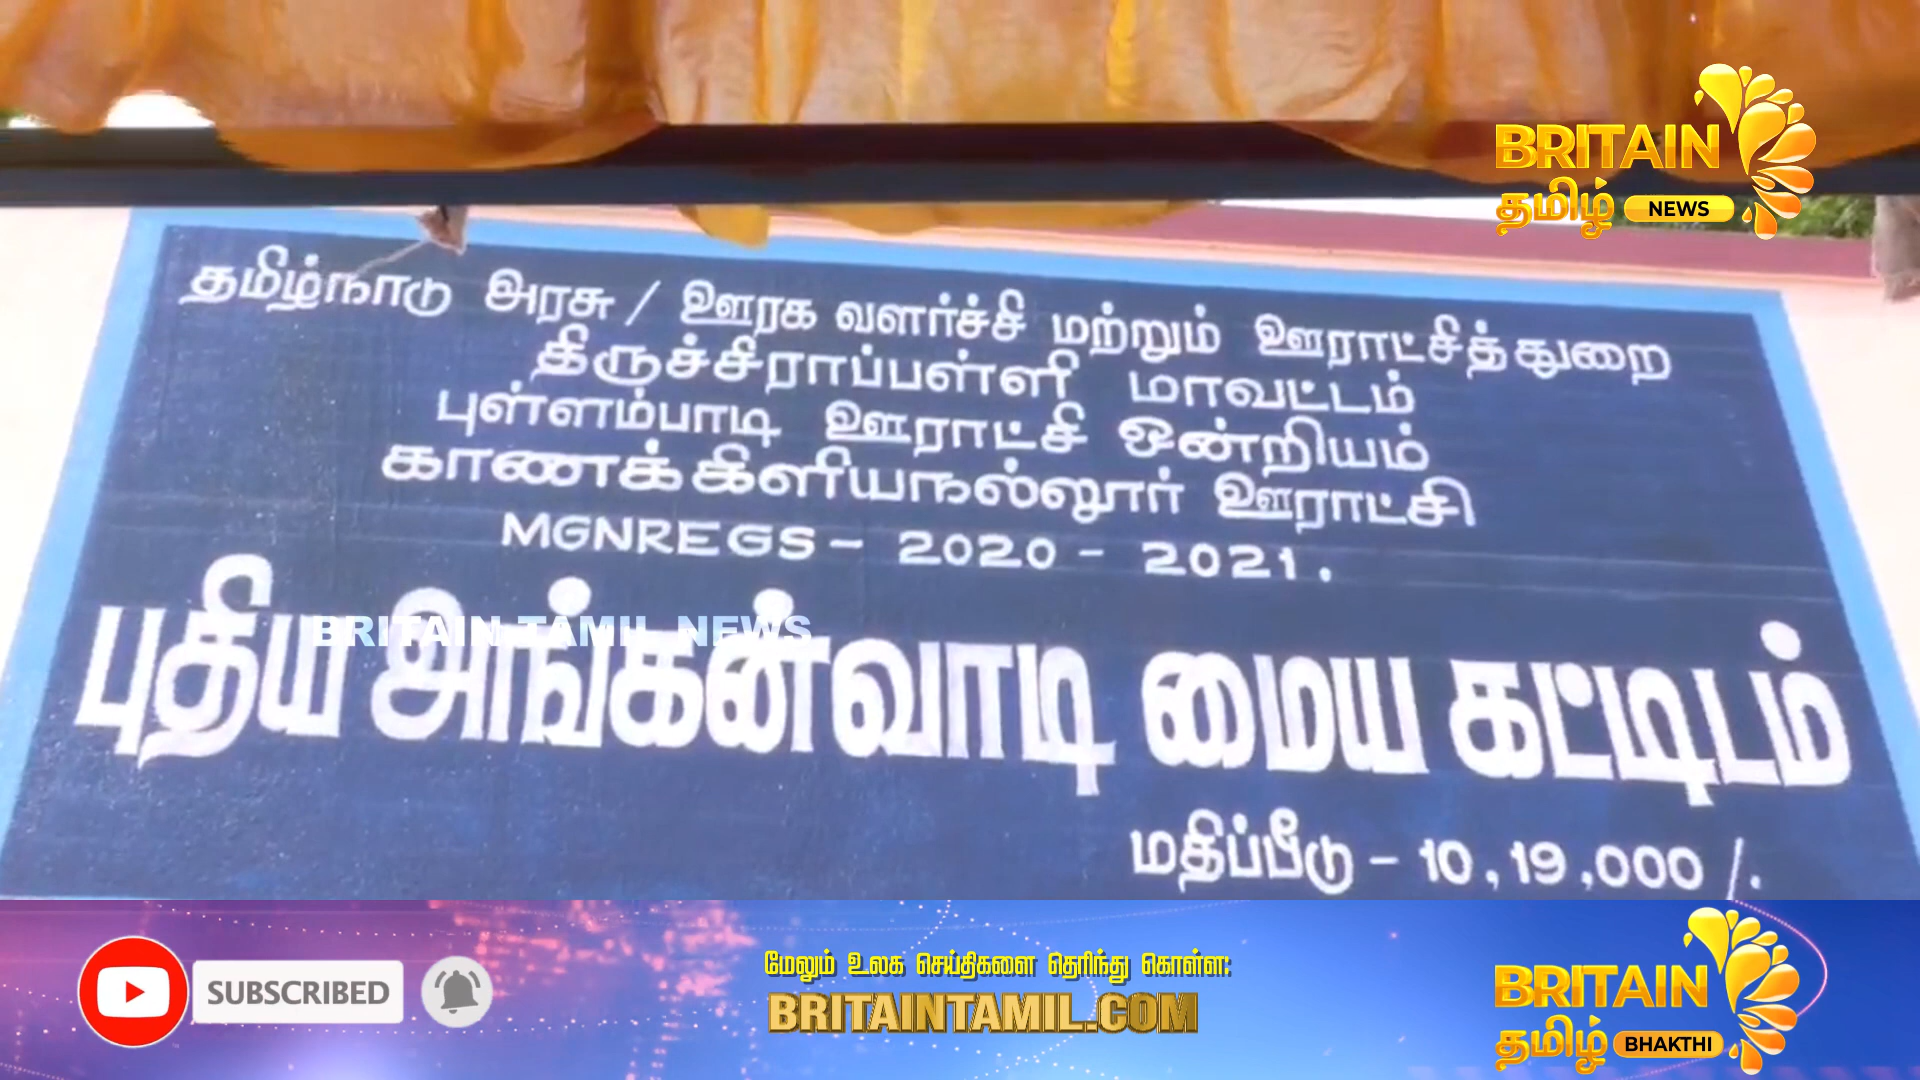 BRITAIN
தமிழ் NEWS
தமிழ்நாடு அரசு / ஊரக வளர்ச்சி மற்றும் ஊராட்சித்துறை
திருச்சிராப்பள்ளி மாவட்டம்
புள்ளம்பாடி ஊராட்சி ஒன்றியம்
காணக்கிளியநல்லூர் ஊராட்சி
MGNREGS - 2020 - 2021.
புதிய அங்கன்வாடி மைய கட்டிடம்
BRITAIN TAMIL NEWS
மதிப்பீடு - 10,19,000 /.
SUBSCRIBED
மேலும் உலக செய்திகளை தெரிந்து கொள்ள:
BRITAINTAMIL.COM
BRITAIN
தமிழ் BHAKTHI